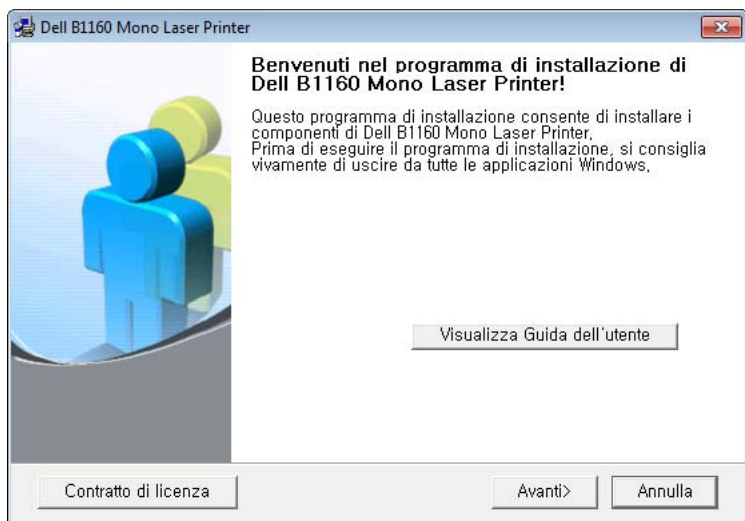 Dell B1160 Mono Laser Printer
Benvenuti nel programma di installazione di
Dell B1160 Mono Laser Printer!
Questo programma di installazione consente di installare i
componenti di Dell B1160 Mono Laser Printer,
Prima di eseguire il programma di installazione, si consiglia
vivamente di uscire da tutte le applicazioni Windows,
Visualizza Guida dell'utente
Contratto di licenza
Avanti>
Annulla